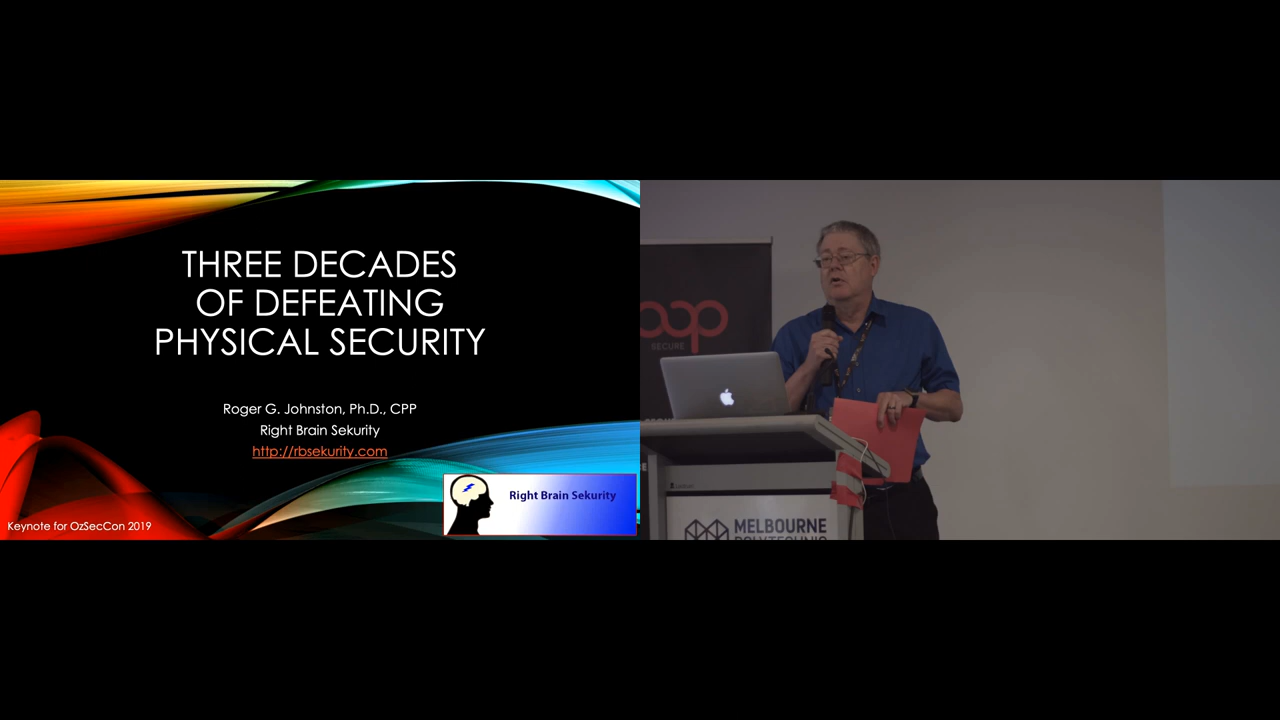 THREE DECADES
OF DEFEATING
PHYSICAL SECURITY
Roger G. Johnston, Ph.D., CPP
Right Brain Sekurity
http://rbsekurity.com
Right Brain Sekurity
Keynote for OzSecCon 2019
SECURE
MELBOURNE
POLYTECHNIC